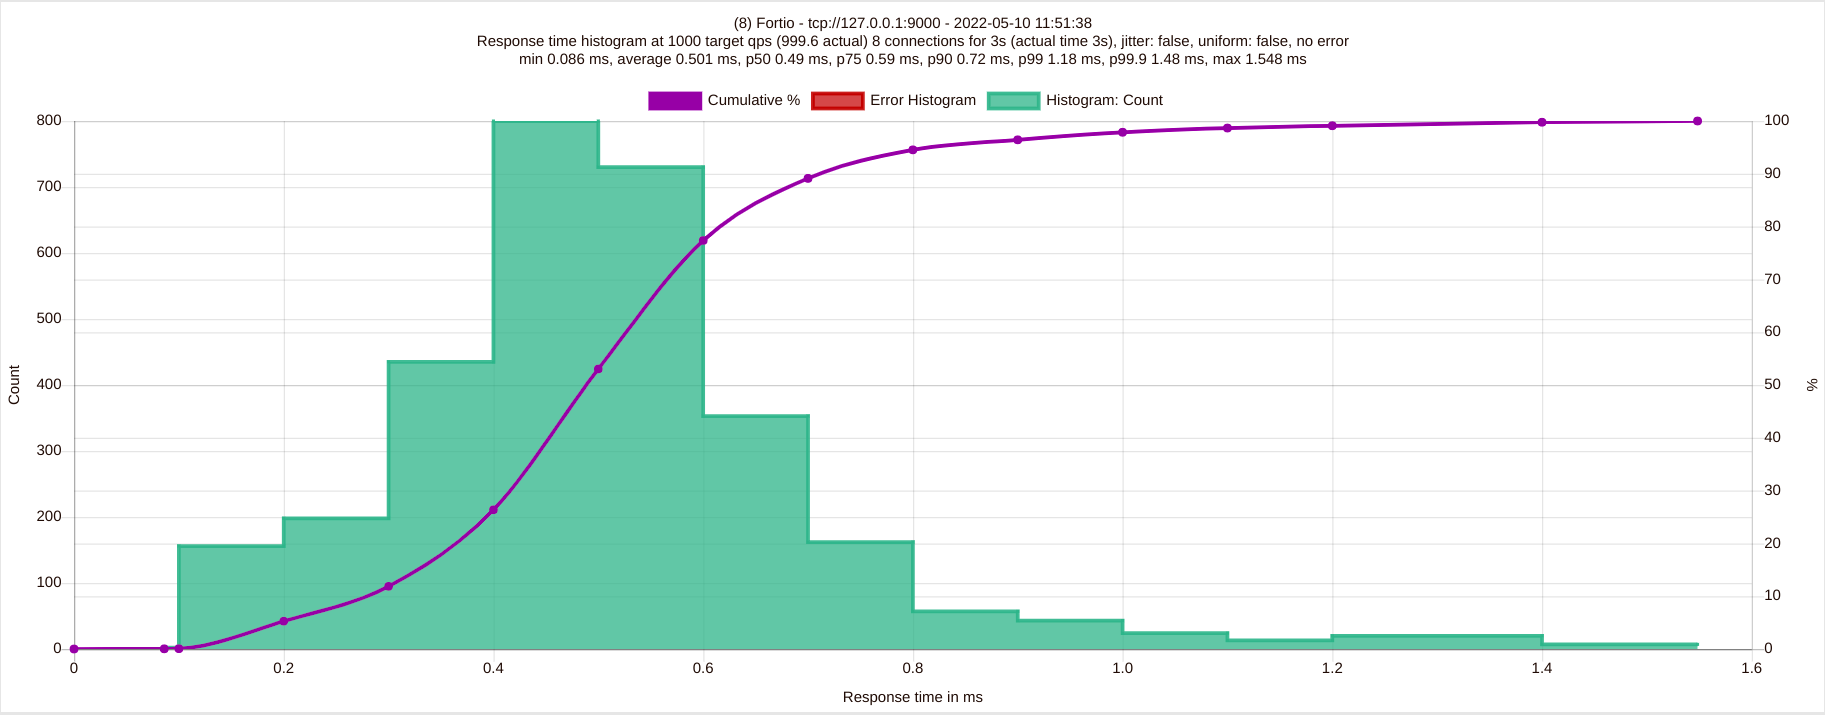 (8) Fortio - tcp://127.0.0.1:9000 - 2022-05-10 11:51:38
Response time histogram at 1000 target qps (999.6 actual) 8 connections for 3s (actual time 3s), jitter: false, uniform: false, no error
min 0.086 ms, average 0.501 ms, p50 0.49 ms, p75 0.59 ms, p90 0.72 ms, p99 1.18 ms, p99.9 1.48 ms, max 1.548 ms
Cumulative % Error Histogram Histogram: Count
800 100
700 90
600 80
70
500 60
400 50
300 40
30
200 20
100 10
0 0
Count
%
0 0.2 0.4 0.6 0.8 1.0 1.2 1.4 1.6
Response time in ms